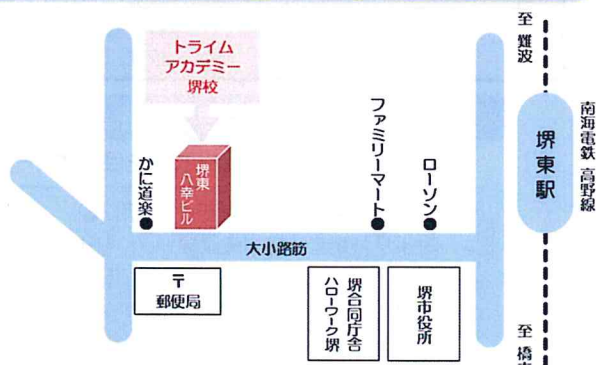 トライム
アカデミー
堺校
堺東
八幸ビル
かに道楽
ファミリーマート
ローソン
大小路筋
〒
郵便局
堺合同庁舎
ハローワーク堺
堺市役所
至 難波
堺東駅
南海電鉄 高野線
至 橋本